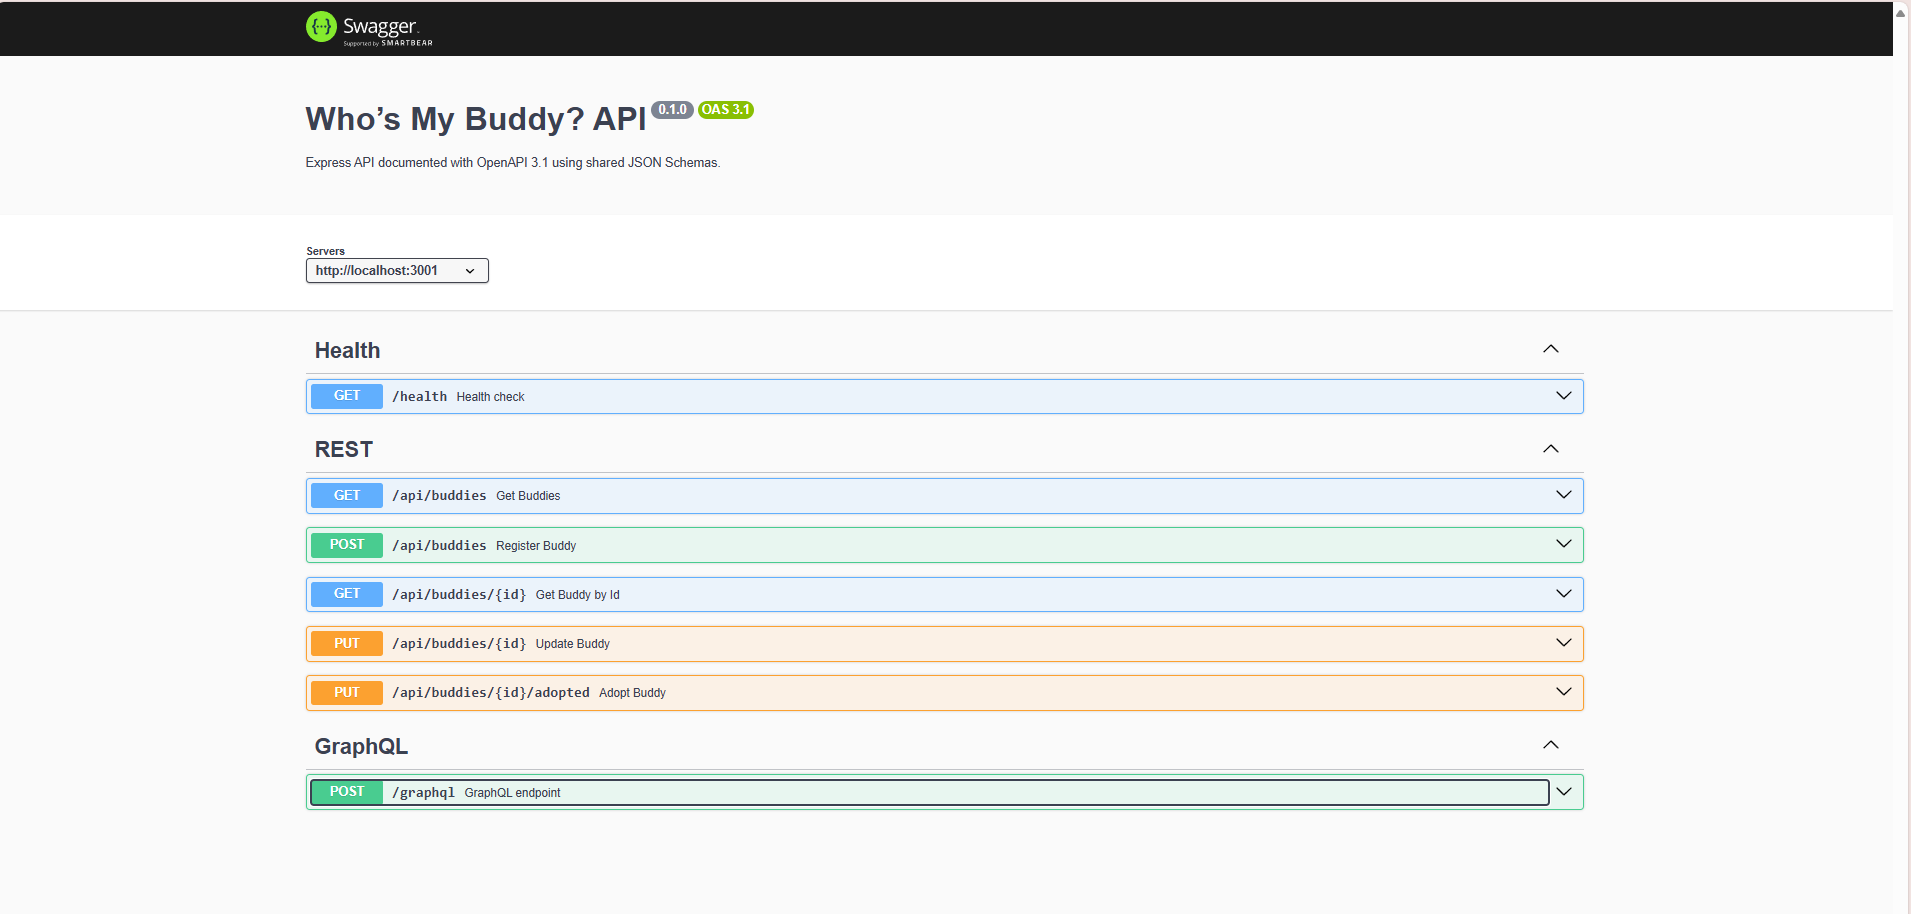 {···} Swagger.
Supported by SMARTBEAR
Who’s My Buddy? API 0.1.0 OAS 3.1
Express API documented with OpenAPI 3.1 using shared JSON Schemas.
Servers
http://localhost:3001
Health
GET /health Health check
REST
GET /api/buddies Get Buddies
POST /api/buddies Register Buddy
GET /api/buddies/{id} Get Buddy by Id
PUT /api/buddies/{id} Update Buddy
PUT /api/buddies/{id}/adopted Adopt Buddy
GraphQL
POST /graphql GraphQL endpoint